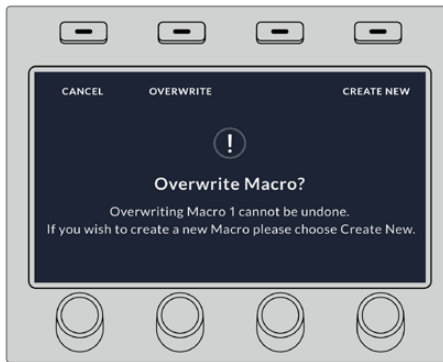 CANCEL OVERWRITE CREATE NEW
Overwrite Macro?
Overwriting Macro 1 cannot be undone.
If you wish to create a new Macro please choose Create New.